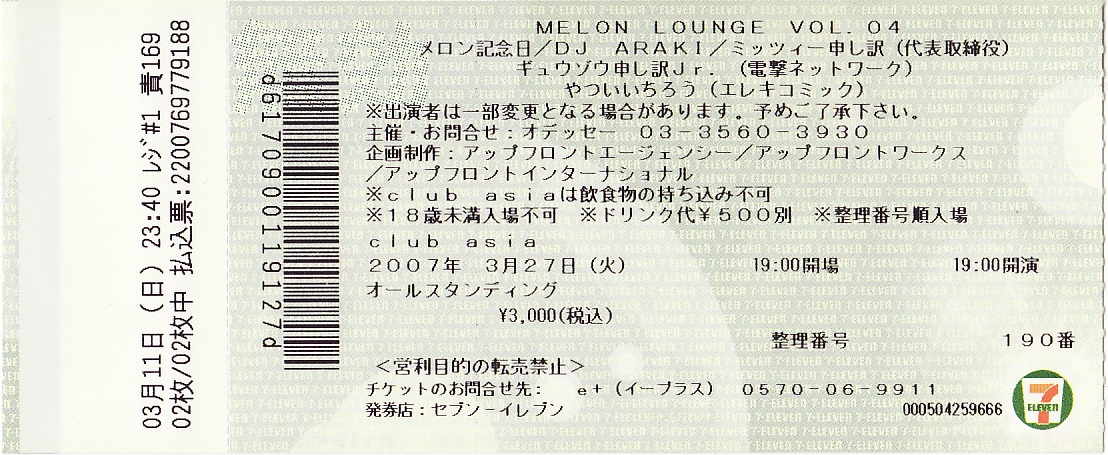 03月11日(日) 23:40 ﾚｼﾞ#1 責169
02枚/02枚中 払込票:2200769779188
d617090011９127d
MELON LOUNGE VOL.04
メロン記念日／DJ ARAKI／ミッツィー申し訳(代表取締役)
ギュウゾウ申し訳Jr.(電撃ネットワーク)
やついいちろう(エレキコミック)
※出演者は一部変更となる場合があります。予めご了承下さい。
主催・お問合せ:オデッセー 03-3560-3930
企画制作:アップフロントエージェンシー／アップフロントワークス
／アップフロントインターナショナル
※club asiaは飲食物の持ち込み不可
※18歳未満入場不可 ※ドリンク代￥500別 ※整理番号順入場
club asia
2007年 3月27日(火) 19:00開場 19:00開演
オールスタンディング
¥3,000(税込)
整理番号 190番
＜営利目的の転売禁止＞
チケットのお問合せ先: e+(イープラス) 0570-06-9911
発券店:セブン-イレブン 000504259666
7
ELEVEN